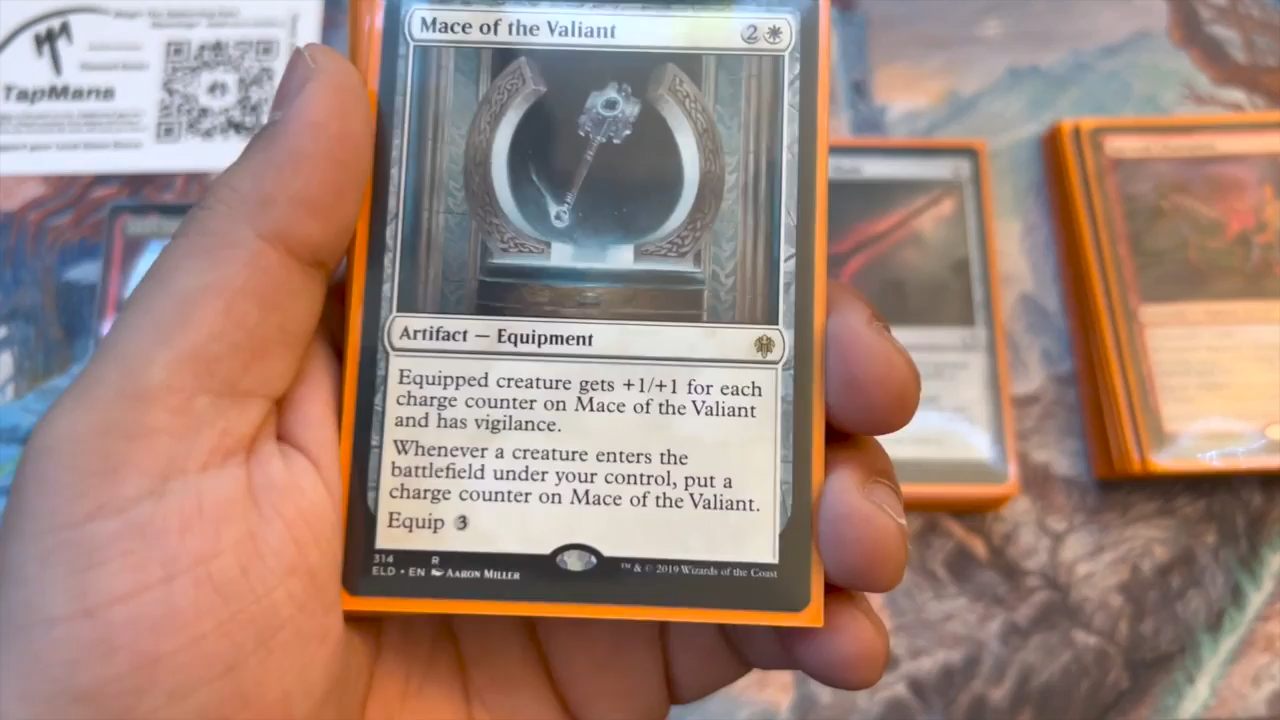 TapMana
Mace of the Valiant 2
Artifact — Equipment
Equipped creature gets +1/+1 for each
charge counter on Mace of the Valiant
and has vigilance.
Whenever a creature enters the
battlefield under your control, put a
charge counter on Mace of the Valiant.
Equip 3
314 R
ELD • EN AARON MILLER
™ & © 2019 Wizards of the Coast